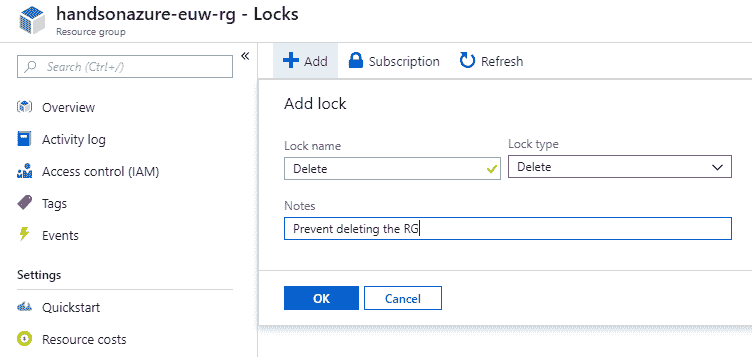 handsonazure-euw-rg - Locks
Resource group
Search (Ctrl+/)
Overview
Activity log
Access control (IAM)
Tags
Events
Settings
Quickstart
Resource costs
«
Add
Subscription
Refresh
Add lock
Lock name
Lock type
Delete
Delete
Notes
Prevent deleting the RG
OK
Cancel